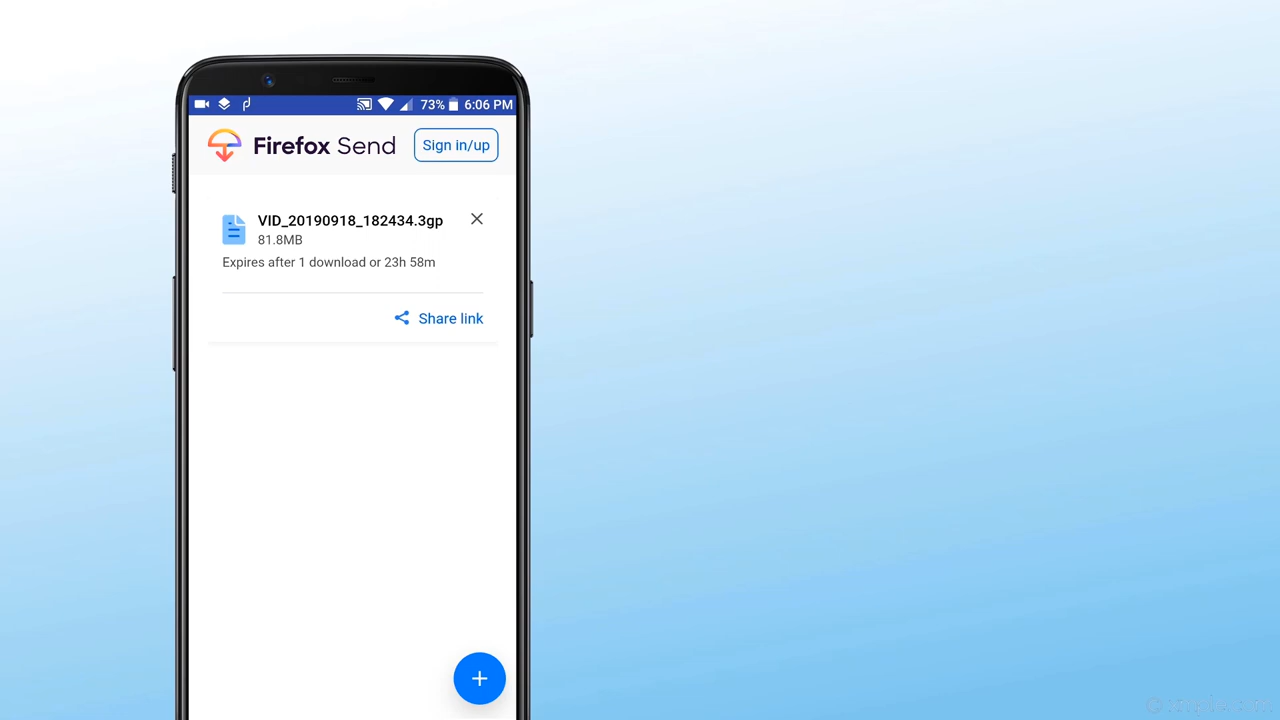 73% 6:06 PM
Firefox Send
Sign in/up
VID_20190918_182434.3gp
81.8MB
Expires after 1 download or 23h 58m
Share link